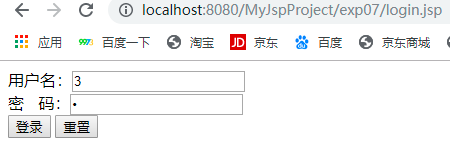 localhost:8080/MyJspProject/exp07/login.jsp
应用 997 百度一下 淘宝 JD 京东 百度 京东商城
用户名：3
密 码：•
登录 重置